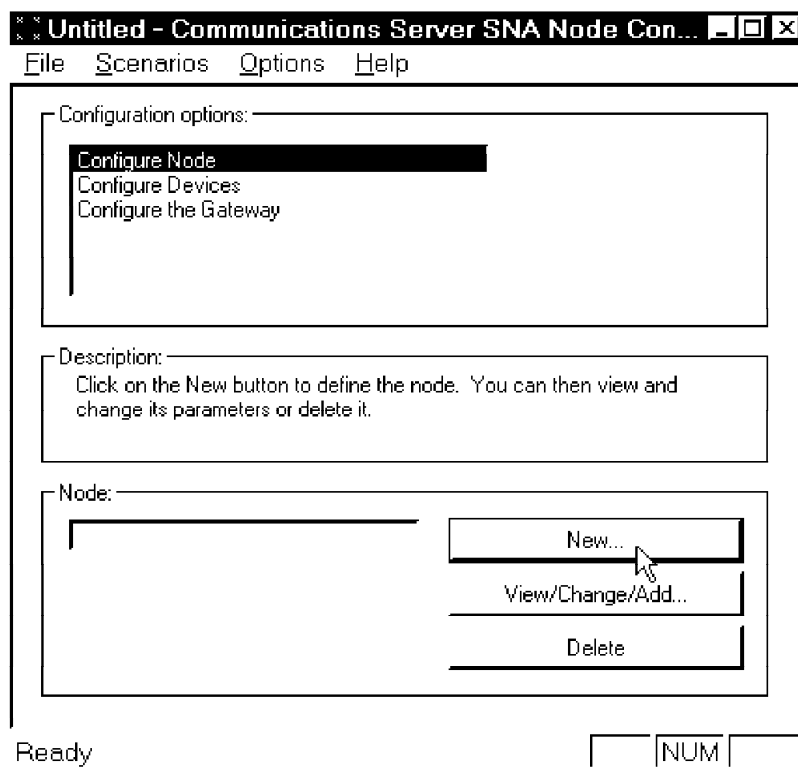 Untitled - Communications Server SNA Node Con...
File Scenarios Options Help
Configuration options:
Configure Node
Configure Devices
Configure the Gateway
Description:
Click on the New button to define the node. You can then view and
change its parameters or delete it.
Node:
New...
View/Change/Add...
Delete
Ready NUM